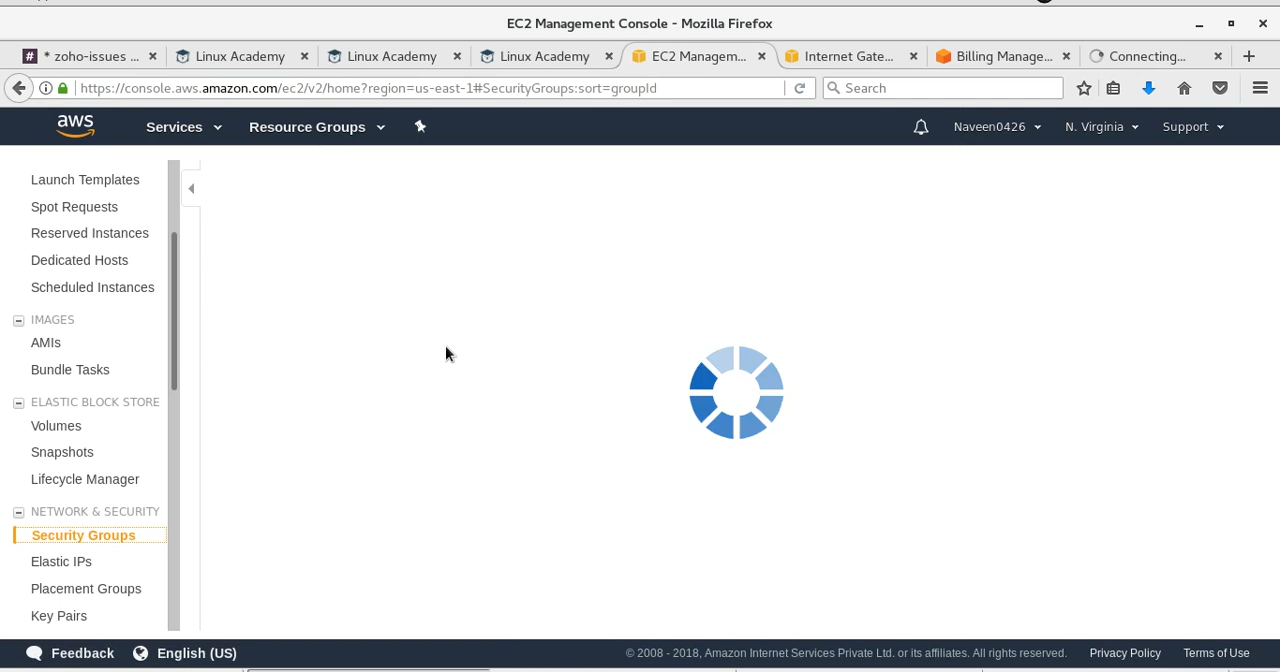 EC2 Management Console - Mozilla Firefox
# * zoho-issues ... × Linux Academy × Linux Academy × Linux Academy × EC2 Managem... × Internet Gate... × Billing Manage... × Connecting... × +
https://console.aws.amazon.com/ec2/v2/home?region=us-east-1#SecurityGroups:sort=groupId Search
aws Services Resource Groups Naveen0426 N. Virginia Support
Launch Templates
Spot Requests
Reserved Instances
Dedicated Hosts
Scheduled Instances
IMAGES
AMIs
Bundle Tasks
ELASTIC BLOCK STORE
Volumes
Snapshots
Lifecycle Manager
NETWORK & SECURITY
Security Groups
Elastic IPs
Placement Groups
Key Pairs
Feedback English (US) © 2008 - 2018, Amazon Internet Services Private Ltd. or its affiliates. All rights reserved. Privacy Policy Terms of Use